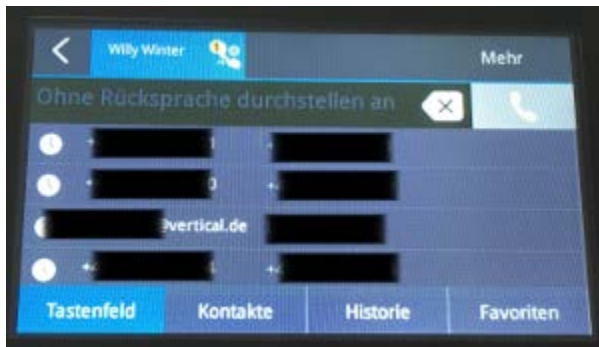 Willy Winter
Mehr
Ohne Rücksprache durchstellen an
@vertical.de
Tastenfeld Kontakte Historie Favoriten